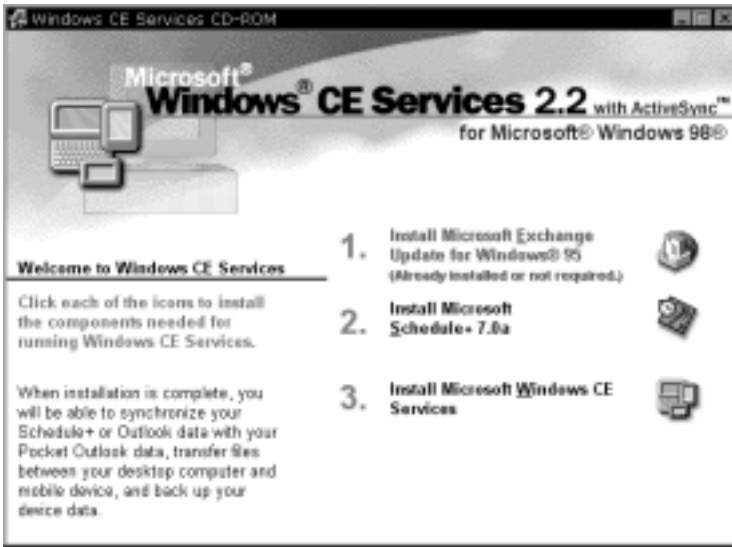 Windows CE Services CD-ROM
Microsoft®
Windows® CE Services 2.2 with ActiveSync™
for Microsoft® Windows 98®
Welcome to Windows CE Services
Click each of the icons to install
the components needed for
running Windows CE Services.
When installation is complete, you
will be able to synchronize your
Schedule+ or Outlook data with your
Pocket Outlook data, transfer files
between your desktop computer and
mobile device, and back up your
device data.
1. Install Microsoft Exchange
Update for Windows® 95
(Already installed or not required.)
2. Install Microsoft
Schedule+ 7.0a
3. Install Microsoft Windows CE
Services